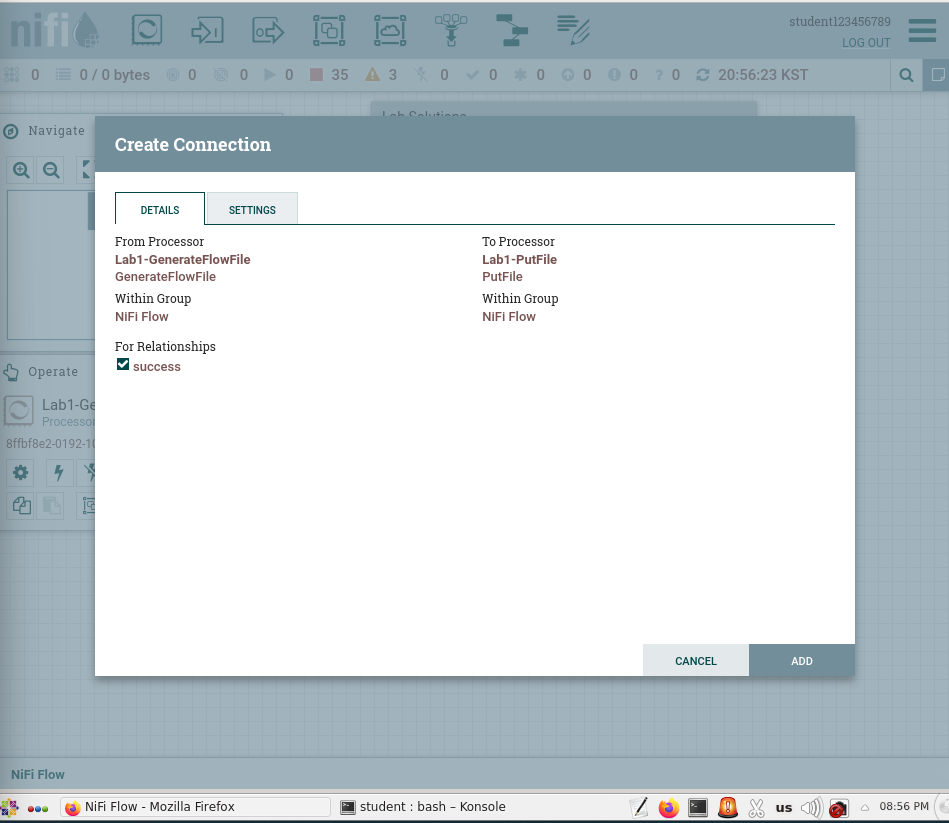 nifi
student123456789
LOG OUT
0 0 / 0 bytes 0 0 0 35 3 0 0 0 0 0 ? 0 20:56:23 KST
Lab Solutions
Navigate
Create Connection
DETAILS SETTINGS
From Processor
Lab1-GenerateFlowFile
GenerateFlowFile
Within Group
NiFi Flow
To Processor
Lab1-PutFile
PutFile
Within Group
NiFi Flow
For Relationships
success
Operate
Lab1-Ge
Processor
8ffbf8e2-0192-10
CANCEL ADD
NiFi Flow
NiFi Flow - Mozilla Firefox student : bash – Konsole us 08:56 PM